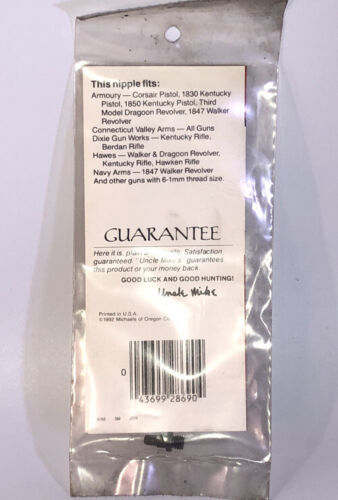 This nipple fits:
Armoury — Corsair Pistol, 1830 Kentucky
Pistol, 1850 Kentucky Pistol, Third
Model Dragoon Revolver, 1847 Walker
Revolver
Connecticut Valley Arms — All Guns
Dixie Gun Works — Kentucky Rifle,
Berdan Rifle
Hawes — Walker & Dragoon Revolver,
Kentucky Rifle, Hawken Rifle
Navy Arms — 1847 Walker Revolver
And other guns with 6-1mm thread size.
GUARANTEE
Here it is, Satisfaction
guaranteed. "Uncle Mike's" guarantees
this product or your money back.
GOOD LUCK AND GOOD HUNTING!
Uncle Mike
Printed in U.S.A.
©1992 Michaels of Oregon Co.
0
43699 28690